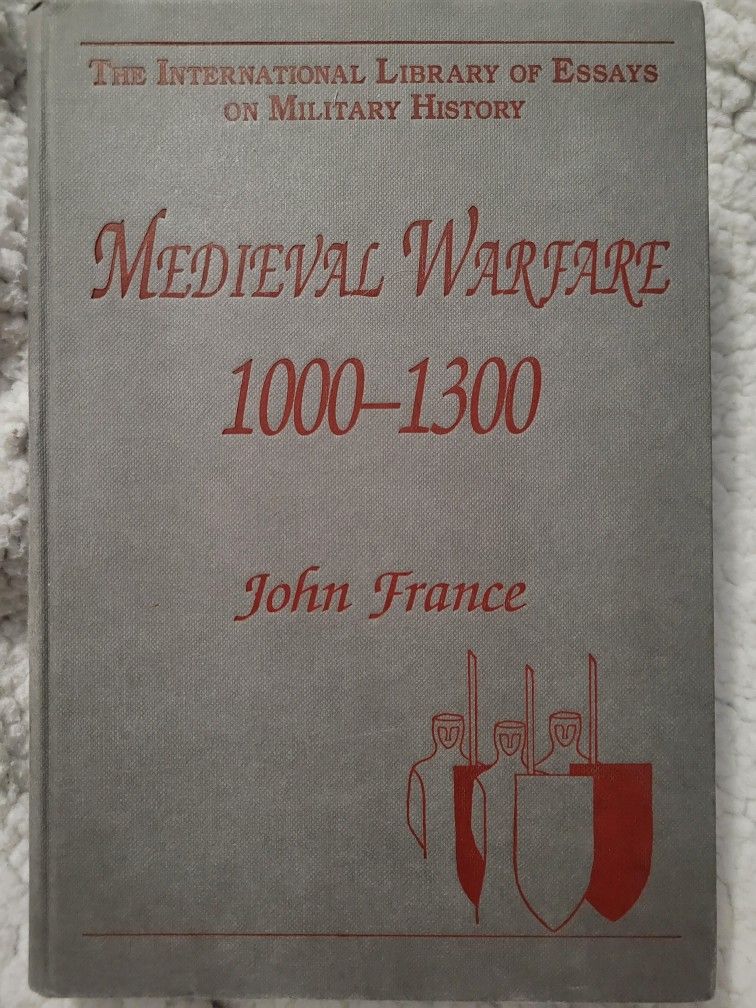 THE INTERNATIONAL LIBRARY OF ESSAYS
ON MILITARY HISTORY
MEDIEVAL WARFARE
1000–1300
John France